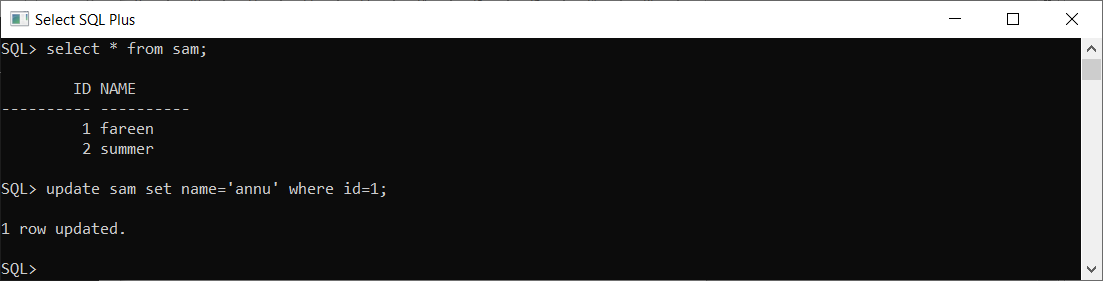 Select SQL Plus
SQL> select * from sam;
        ID NAME
---------- ----------
         1 fareen
         2 summer
SQL> update sam set name='annu' where id=1;
1 row updated.
SQL>